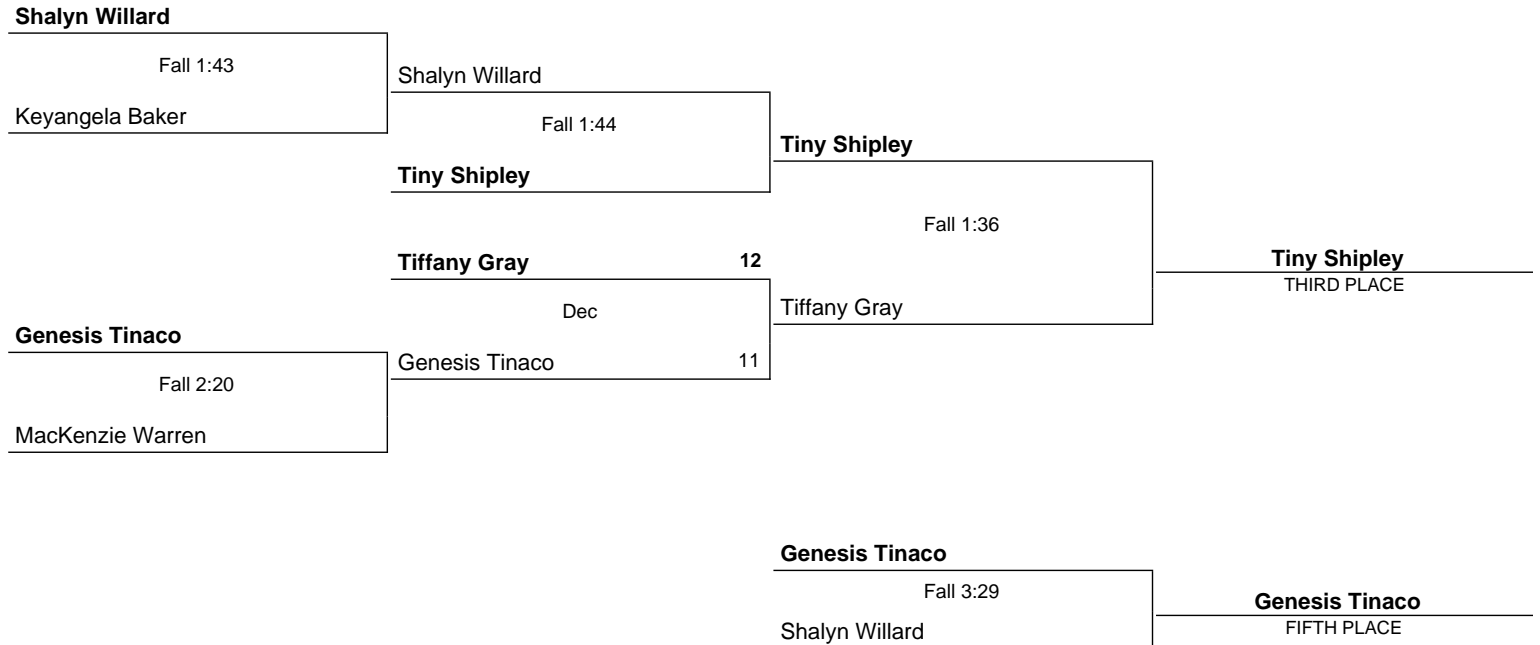 Shalyn Willard
Fall 1:43
Keyangela Baker
Shalyn Willard
Fall 1:44
Tiny Shipley
Tiny Shipley
Fall 1:36
Tiffany Gray
Tiffany Gray 12
Dec
Genesis Tinaco 11
Genesis Tinaco
Fall 2:20
MacKenzie Warren
Tiny Shipley
THIRD PLACE
Genesis Tinaco
Fall 3:29
Shalyn Willard
Genesis Tinaco
FIFTH PLACE